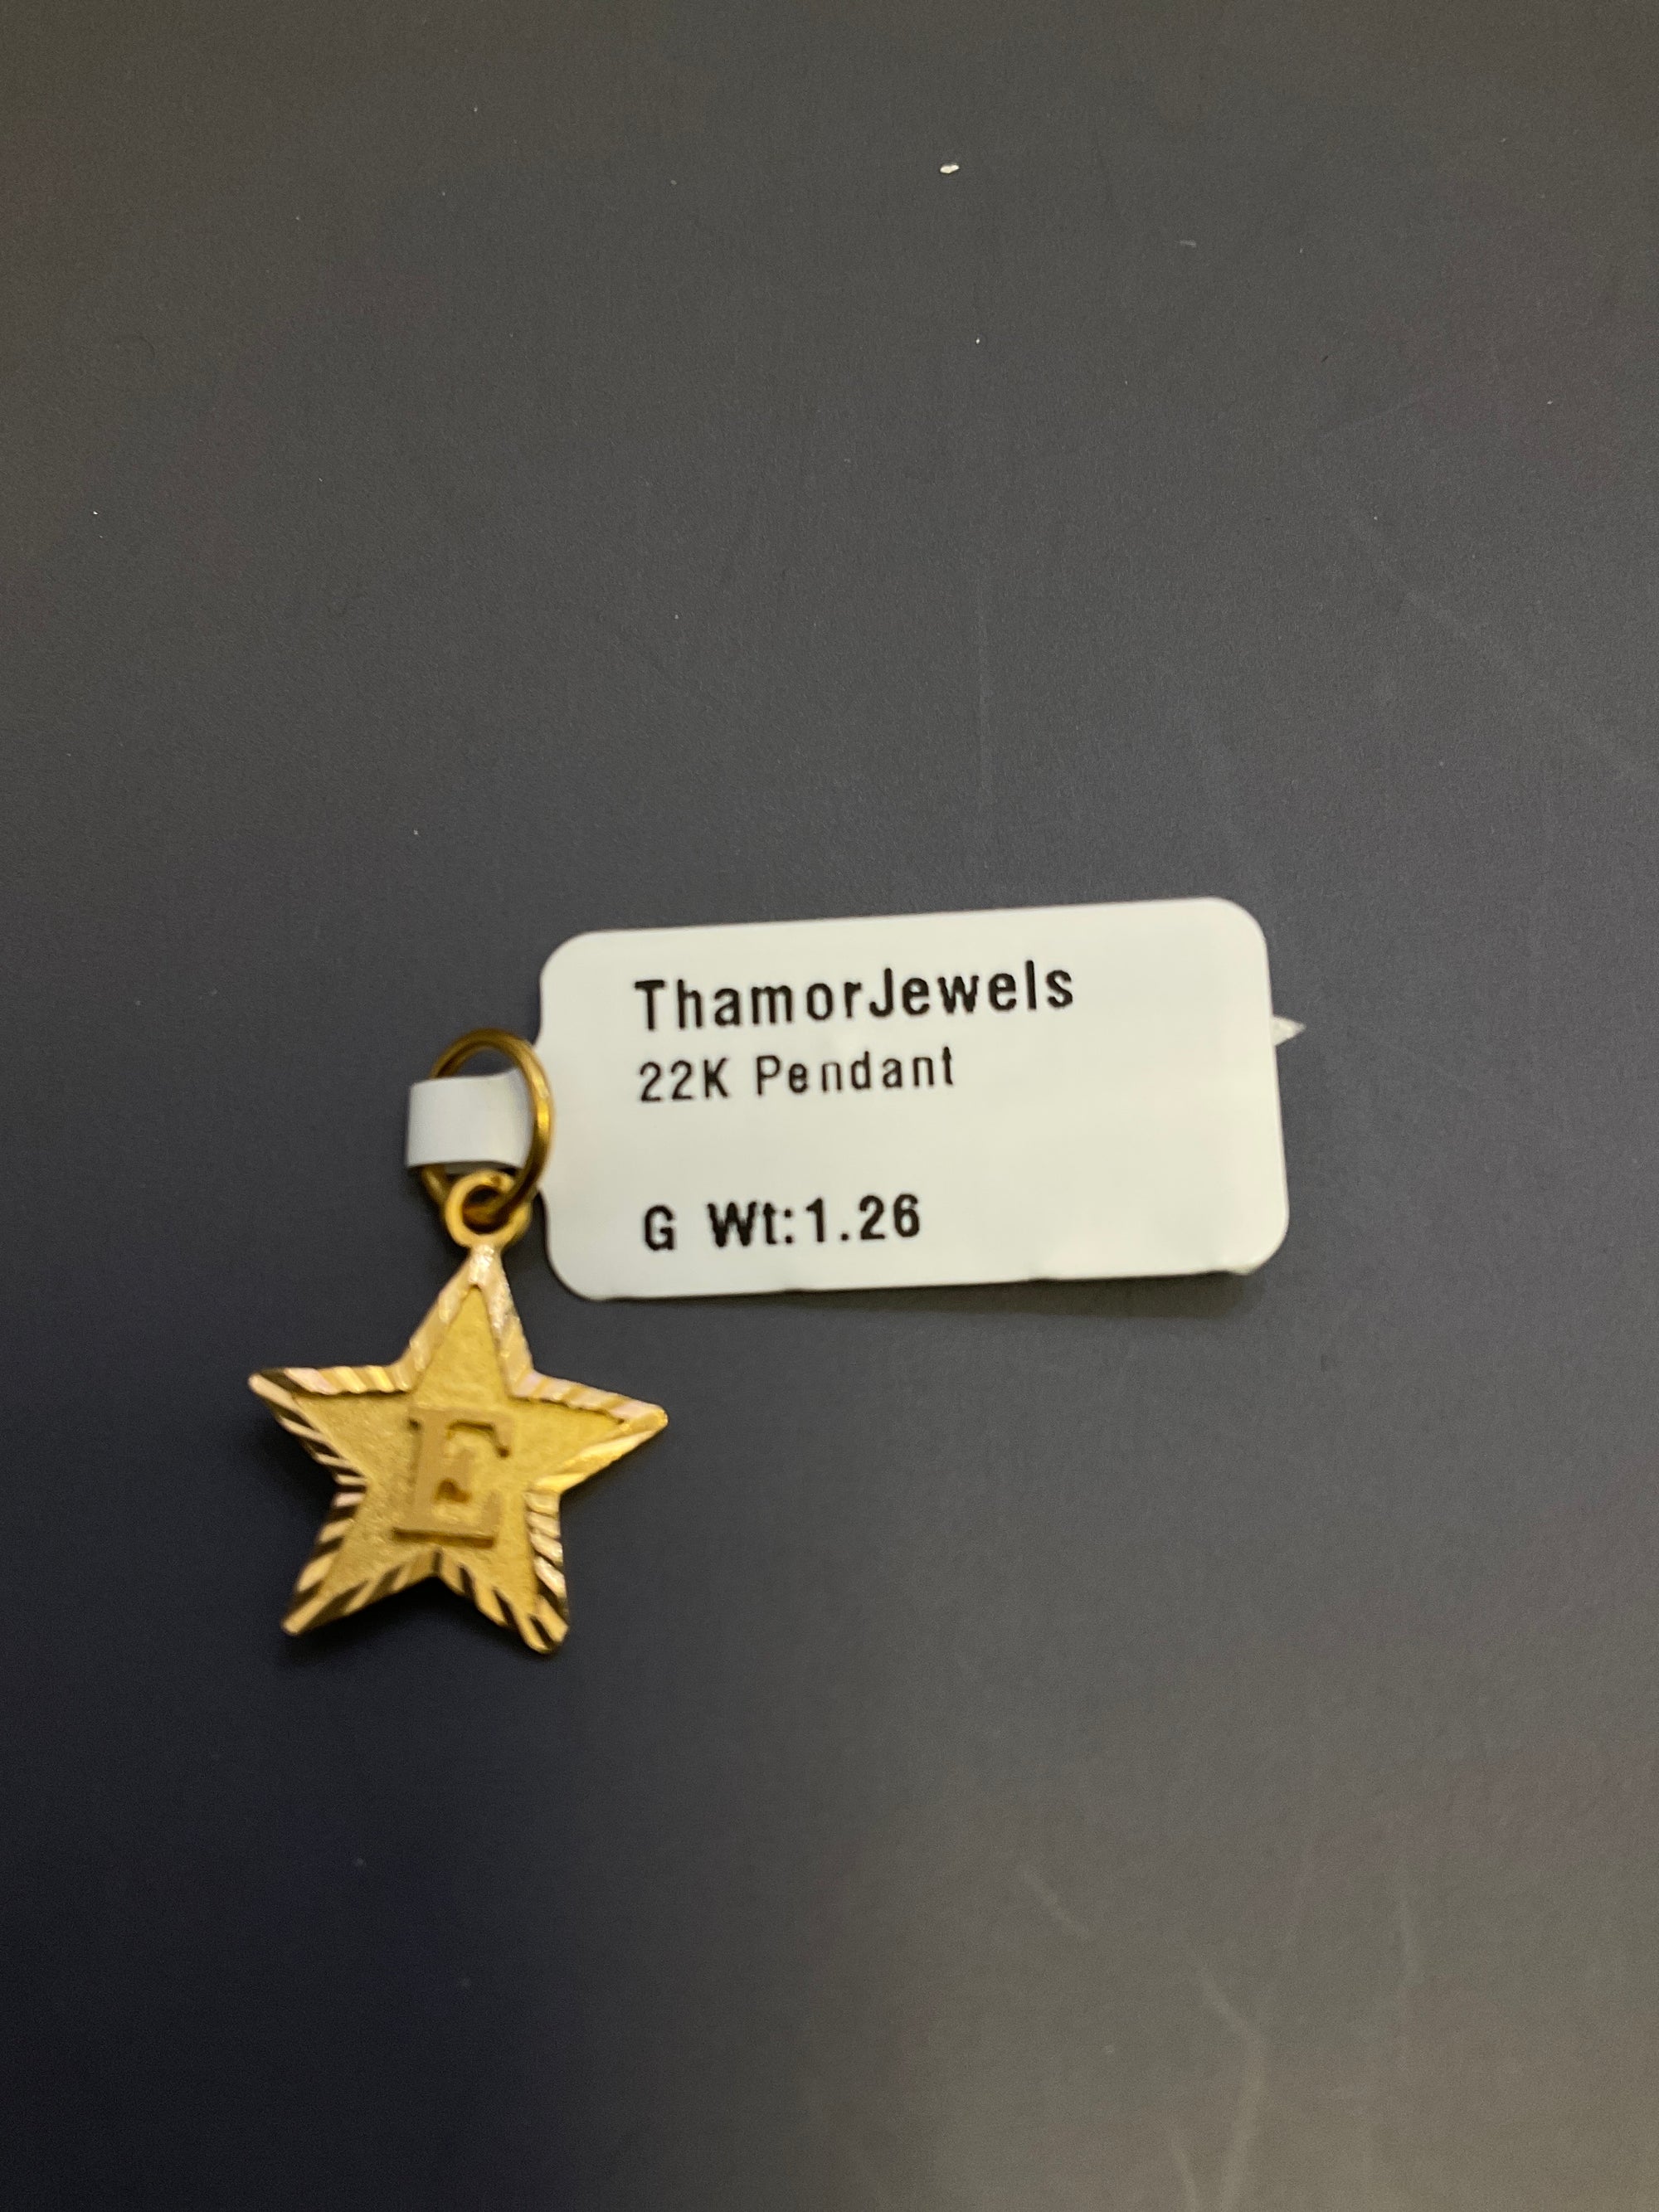 ThamorJewels
22K Pendant
G Wt:1.26
E